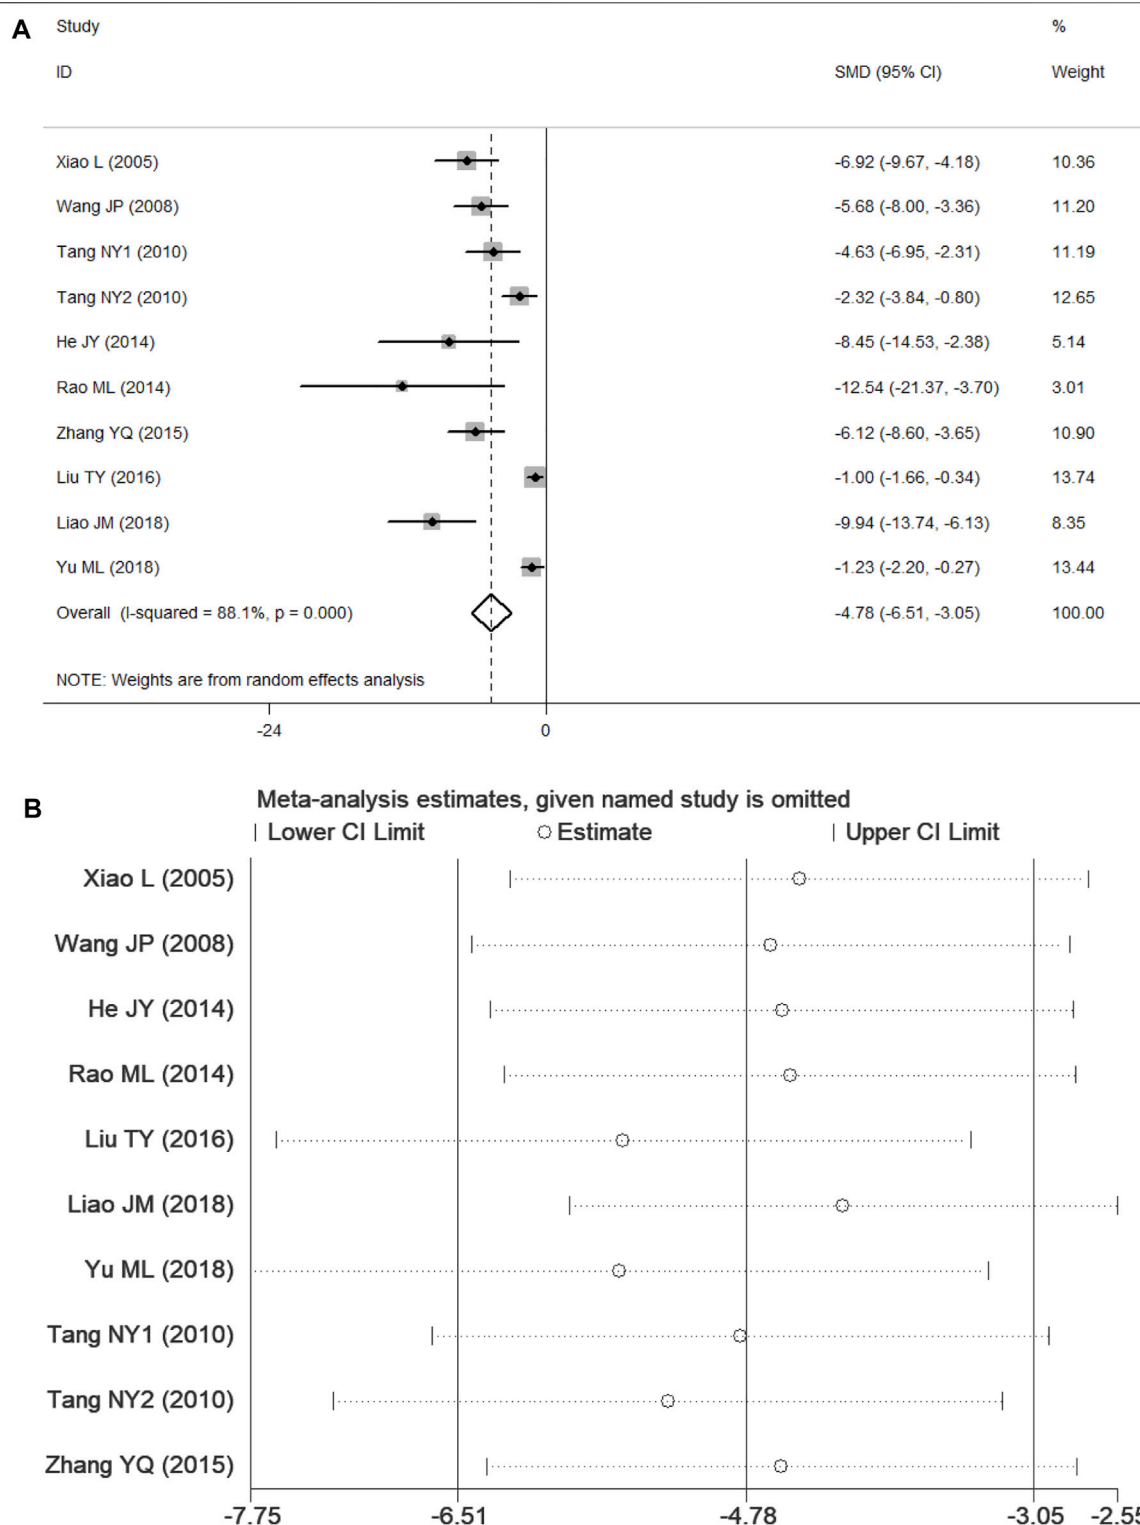 A
Study %
ID SMD (95% CI) Weight
Xiao L (2005) -6.92 (-9.67, -4.18) 10.36
Wang JP (2008) -5.68 (-8.00, -3.36) 11.20
Tang NY1 (2010) -4.63 (-6.95, -2.31) 11.19
Tang NY2 (2010) -2.32 (-3.84, -0.80) 12.65
He JY (2014) -8.45 (-14.53, -2.38) 5.14
Rao ML (2014) -12.54 (-21.37, -3.70) 3.01
Zhang YQ (2015) -6.12 (-8.60, -3.65) 10.90
Liu TY (2016) -1.00 (-1.66, -0.34) 13.74
Liao JM (2018) -9.94 (-13.74, -6.13) 8.35
Yu ML (2018) -1.23 (-2.20, -0.27) 13.44
Overall (I-squared = 88.1%, p = 0.000) -4.78 (-6.51, -3.05) 100.00
NOTE: Weights are from random effects analysis
-24 0
B
Meta-analysis estimates, given named study is omitted
Lower CI Limit Estimate Upper CI Limit
Xiao L (2005)
Wang JP (2008)
He JY (2014)
Rao ML (2014)
Liu TY (2016)
Liao JM (2018)
Yu ML (2018)
Tang NY1 (2010)
Tang NY2 (2010)
Zhang YQ (2015)
-7.75 -6.51 -4.78 -3.05 -2.55